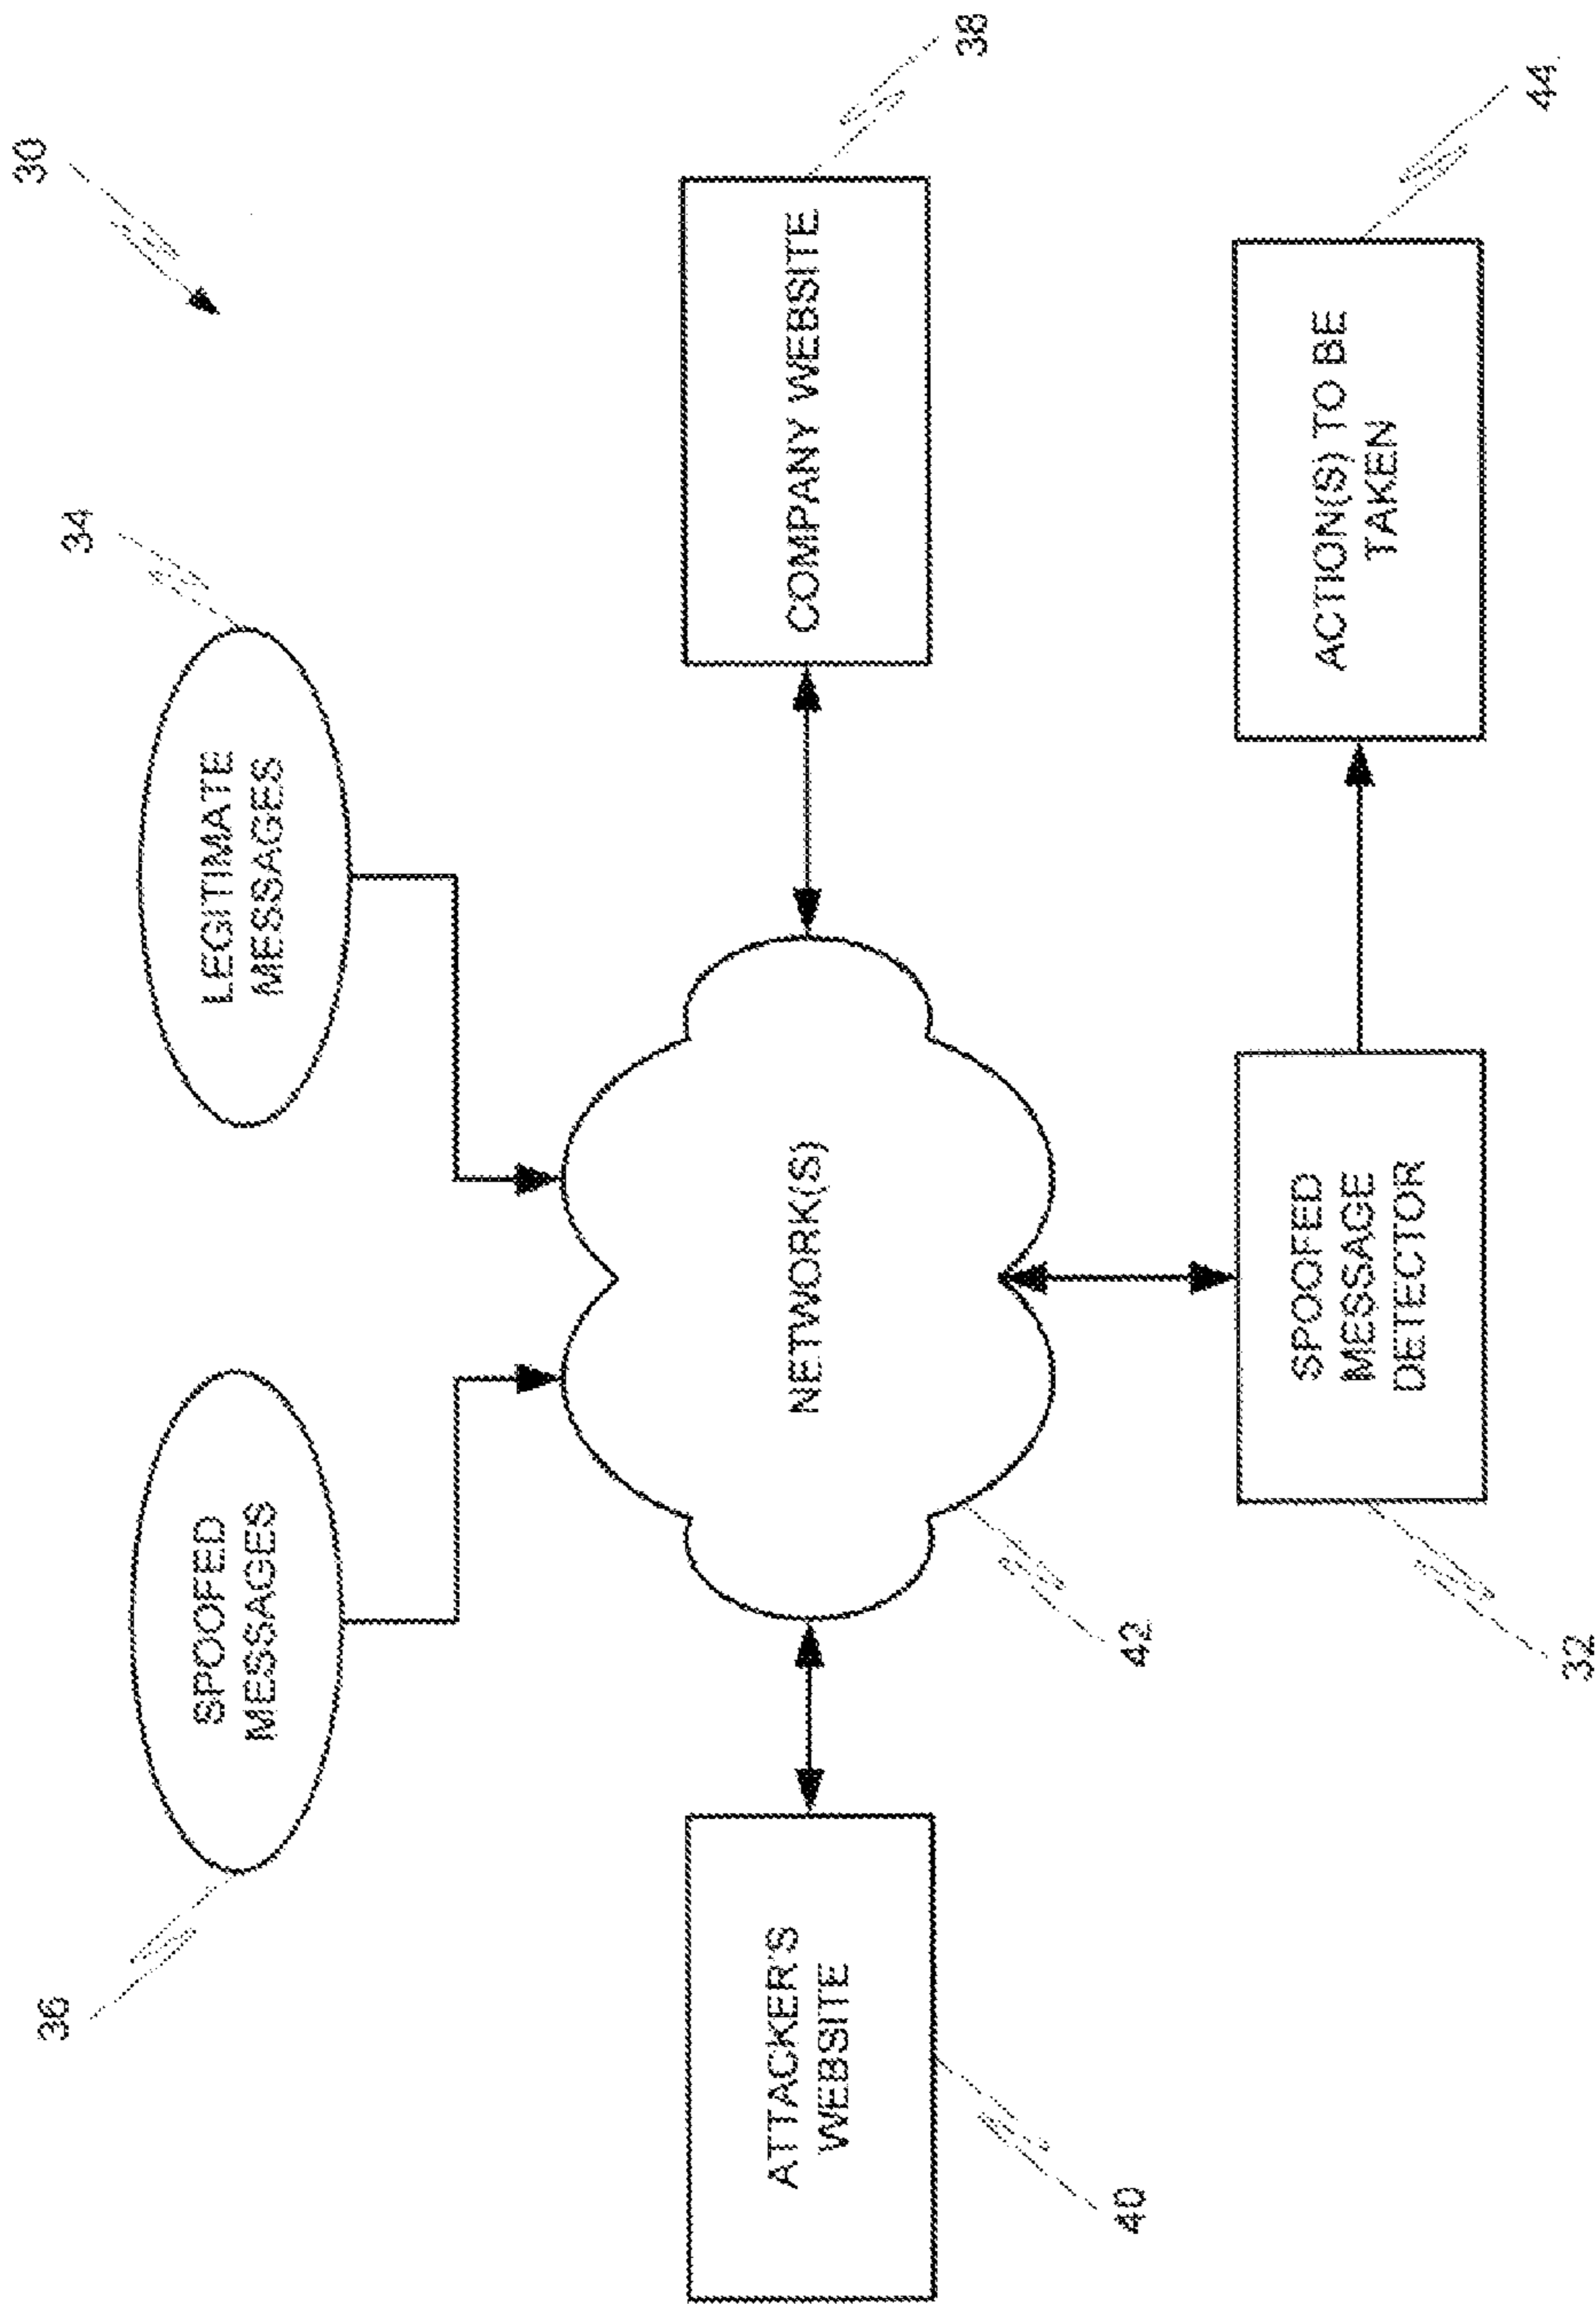 30
36
SPOOFED
MESSAGES
34
LEGITIMATE
MESSAGES
ATTACKER'S
WEBSITE
40
NETWORK(S)
42
COMPANY WEBSITE
38
SPOOFED
MESSAGE
DETECTOR
32
ACTION(S) TO BE
TAKEN
44